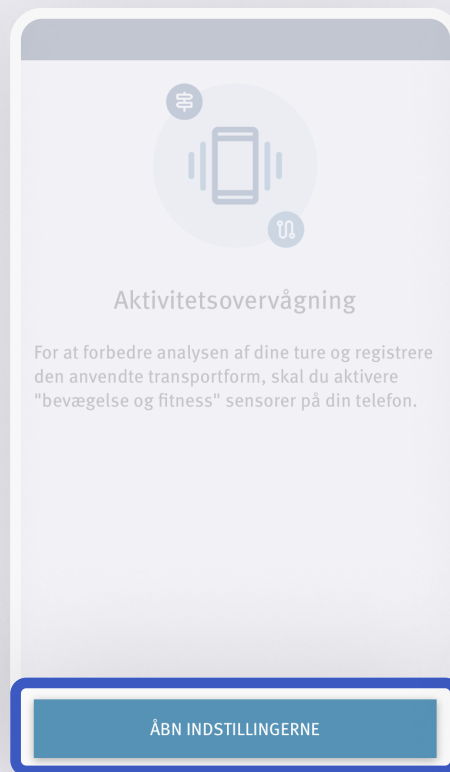 Aktivitetsovervågning
For at forbedre analysen af dine ture og registrere
den anvendte transportform, skal du aktivere
"bevægelse og fitness" sensorer på din telefon.
ÅBN INDSTILLINGERNE